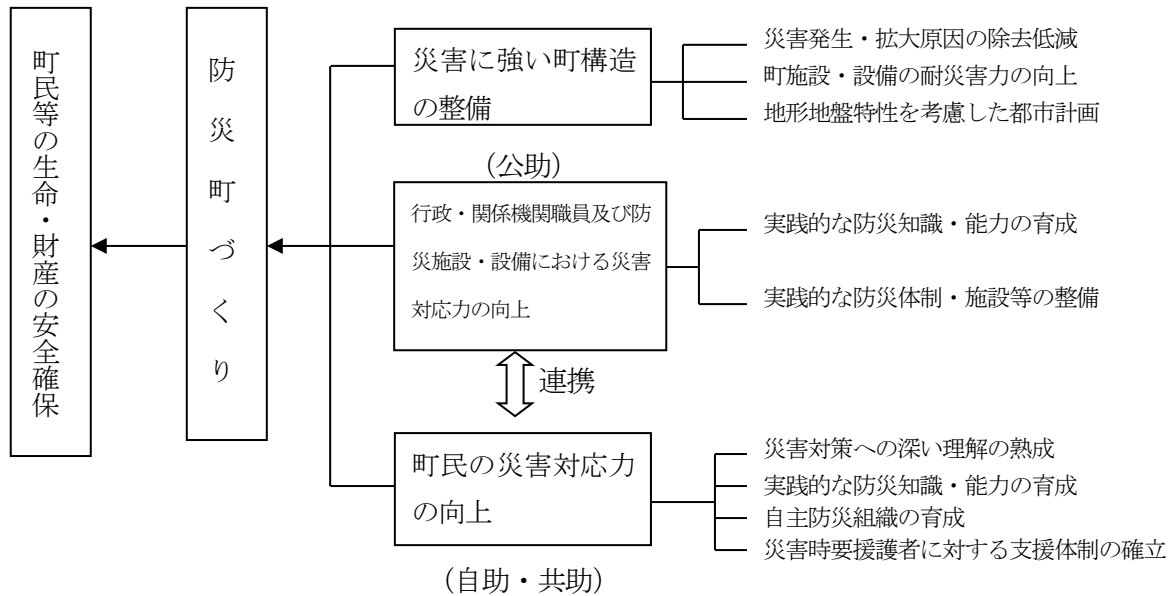 町民等の生命・財産の安全確保
防災町づくり
災害に強い町構造
の整備
災害発生・拡大原因の除去低減
町施設・設備の耐災害力の向上
地形地盤特性を考慮した都市計画
（公助）
行政・関係機関職員及び防
災施設・設備における災害
対応力の向上
実践的な防災知識・能力の育成
実践的な防災体制・施設等の整備
連携
町民の災害対応力
の向上
災害対策への深い理解の熟成
実践的な防災知識・能力の育成
自主防災組織の育成
災害時要援護者に対する支援体制の確立
（自助・共助）